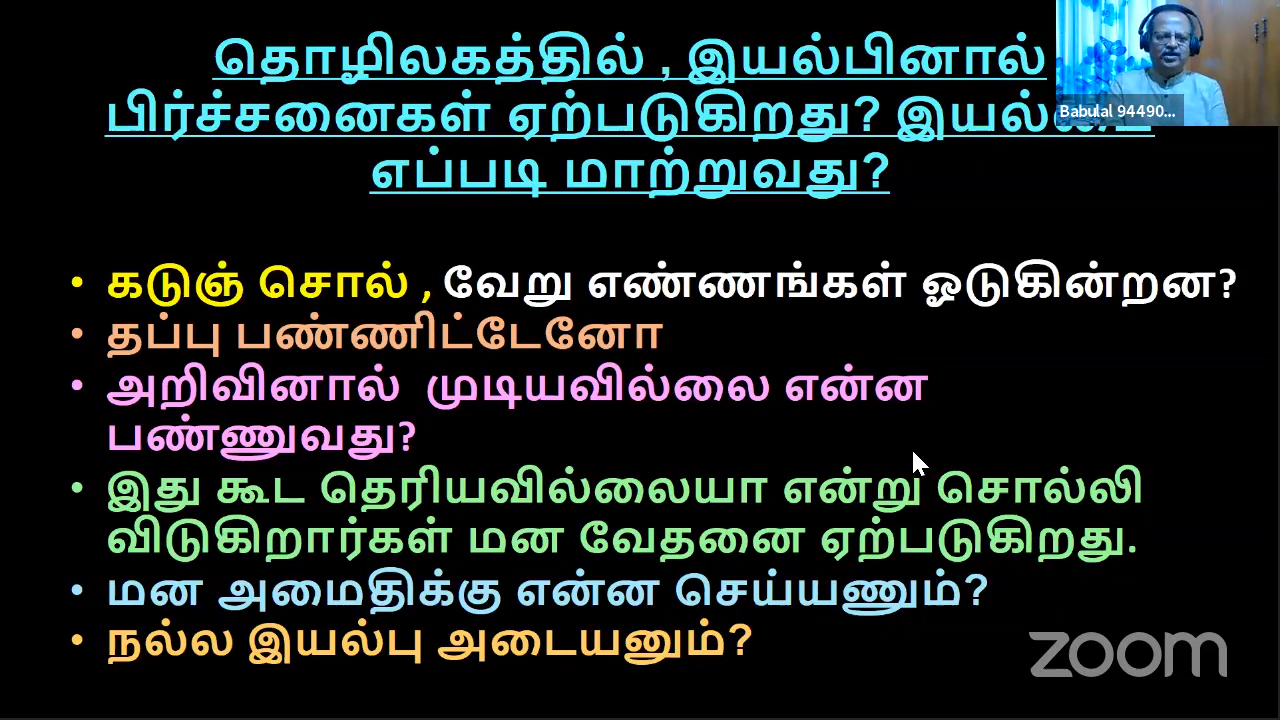 தொழிலகத்தில் , இயல்பினால்
Babulal 94490...
பிர்ச்சனைகள் ஏற்படுகிறது?
எப்படி மாற்றுவது?
• கடுஞ் சொல் , வேறு எண்ணங்கள் ஓடுகின்றன?
• தப்பு பண்ணிட்டேனோ
• அறிவினால் முடியவில்லை என்ன
பண்ணுவது?
• இது கூட தெரியவில்லையா என்று சொல்லி
விடுகிறார்கள் மன வேதனை ஏற்படுகிறது.
• மன அமைதிக்கு என்ன செய்யணும்?
• நல்ல இயல்பு அடையனும்?
zoom